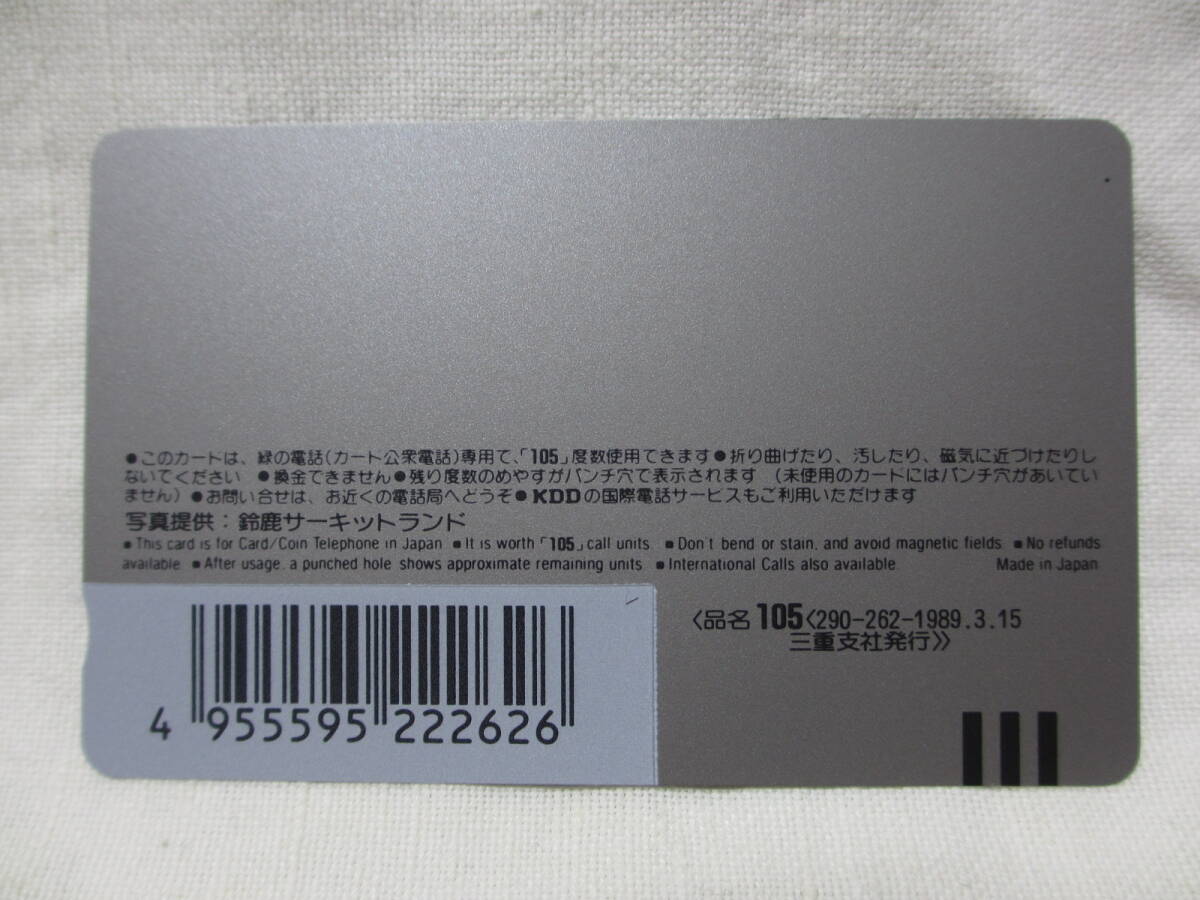 ●このカードは、緑の電話(カード公衆電話)専用で、「105」度数使用できます●折り曲げたり、汚したり、磁気に近づけたりし
ないでください ●換金できません●残り度数のめやすがパンチ穴で表示されます (未使用のカードにはパンチ穴があいてい
ません)●お問い合せは、お近くの電話局へどうぞ●KDDの国際電話サービスもご利用いただけます
写真提供：鈴鹿サーキットランド
■This card is for Card/Coin Telephone in Japan ■It is worth「105」call units ■Don't bend or stain, and avoid magnetic fields ■No refunds
available ■After usage, a punched hole shows approximate remaining units ■International Calls also available Made in Japan
〈品名 105〈290-262-1989.3.15
三重支社発行》
4 955595 222626